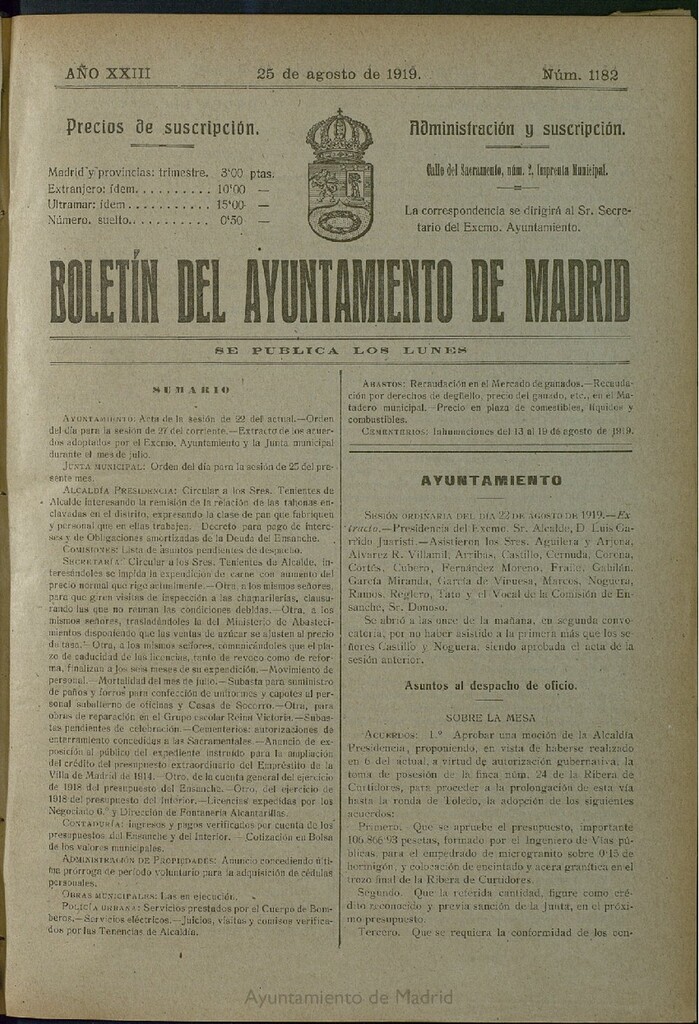 AÑO XXIII
25 de agosto de 1919.
Núm. 1182
Precios de suscripción.
Madrid y provincias: trimestre. 3'00 ptas.
Extranjero: ídem.......... 10'00 —
Ultramar: ídem........... 15'00 —
Número. suelto........... 0'50 —
Administración y suscripción.
Calle del Sacramento, núm. 2. Imprenta Municipal.
La correspondencia se dirigirá al Sr. Secre-
tario del Excmo. Ayuntamiento.
BOLETÍN DEL AYUNTAMIENTO DE MADRID
SE PUBLICA LOS LUNES
SUMARIO
AYUNTAMIENTO: Acta de la sesión de 22 del actual.—Orden
del día para la sesión de 27 del corriente.—Extracto de los acuer-
dos adoptados por el Excmo. Ayuntamiento y la Junta municipal
durante el mes de julio.
JUNTA MUNICIPAL: Orden del día para la sesión de 25 del pre-
sente mes.
ALCALDÍA PRESIDENCIA: Circular a los Sres. Tenientes de
Alcalde interesando la remisión de la relación de las tahonas en-
clavadas en el distrito, expresando la clase de pan que fabriquen
y personal que en ellas trabajen. Decreto para pago de intere-
ses y de Obligaciones amortizadas de la Deuda del Ensanche.
COMISIONES: Lista de asuntos pendientes de despacho.
SECRETARÍA: Circular a los Sres. Tenientes de Alcalde, in-
teresándoles se impida la expendición de carne con aumento del
precio normal que rige actualmente.—Otra, a los mismos señores,
para que giren visitas de inspección a las chamarilerías, clausu-
rando las que no reunan las condiciones debidas.—Otra, a los
mismos señores, trasladándoles la del Ministerio de Abasteci-
mientos disponiendo que las ventas de azúcar se ajusten al precio
de tasa.—Otra, a los mismos señores, comunicándoles que el pla-
zo de caducidad de las licencias, tanto de revoco como de refor-
ma, finaliza a los seis meses de su expendición.—Movimiento de
personal.—Mortalidad del mes de julio.—Subasta para suministro
de paños y forros para confección de uniformes y capotes al per-
sonal subalterno de oficinas y Casas de Socorro.—Otra, para
obras de reparación en el Grupo escolar Reina Victoria.—Subas-
tas pendientes de celebración.—Cementerios: autorizaciones de
enterramiento concedidas a las Sacramentales.—Anuncio de ex-
posición al público del expediente instruído para la ampliación
del crédito del presupuesto extraordinario del Empréstito de la
Villa de Madrid de 1914.—Otro, de la cuenta general del ejercicio
de 1918 del presupuesto del Ensanche.—Otro, del ejercicio de
1918 del presupuesto del Interior.—Licencias expedidas por los
Negociado 6.º y Dirección de Fontanería Alcantarillas.
CONTADURÍA: Ingresos y pagos verificados por cuenta de los
presupuestos del Ensanche y del Interior.—Cotización en Bolsa
de los valores municipales.
ADMINISTRACIÓN DE PROPIEDADES: Anuncio concediendo últi-
ma prórroga de período voluntario para la adquisición de cédulas
personales.
OBRAS MUNICIPALES: Las en ejecución.
POLICÍA URBANA: Servicios prestados por el Cuerpo de Bom-
beros.—Servicios eléctricos.—Juicios, visitas y comisos verifica-
dos por las Tenencias de Alcaldía.
ABASTOS: Recaudación en el Mercado de ganados.—Recauda-
ción por derechos de degüello, precio del ganado, etc., en el Ma-
tadero municipal.—Precio en plaza de comestibles, líquidos y
combustibles.
CEMENTERIOS: Inhumaciones del 13 al 19 de agosto de 1919.
AYUNTAMIENTO
SESIÓN ORDINARIA DEL DÍA 22 DE AGOSTO DE 1919.—Ex
tracto.—Presidencia del Excmo. Sr. Alcalde, D. Luis Ga-
rrido Juaristi.—Asistieron los Sres. Aguilera y Arjona,
Alvarez R. Villamil, Arribas, Castillo, Cernuda, Corona,
Cortés, Cubero, Fernández Moreno, Fraile, Gabilán,
García Miranda, García de Vinuesa, Marcos, Noguera,
Ramos, Reglero, Tato y el Vocal de la Comisión de En-
sanche, Sr. Donoso.
Se abrió a las once de la mañana, en segunda convo-
catoria, por no haber asistido a la primera más que los se-
ñores Castillo y Noguera; siendo aprobada el acta de la
sesión anterior.
Asuntos al despacho de oficio.
SOBRE LA MESA
ACUERDOS: 1.º Aprobar una moción de la Alcaldía
Presidencia, proponiendo, en vista de haberse realizado
en 6 del actual, a virtud de autorización gubernativa, la
toma de posesión de la finca núm. 24 de la Ribera de
Curtidores, para proceder a la prolongación de esta vía
hasta la ronda de Toledo, la adopción de los siguientes
acuerdos:
Primero. Que se apruebe el presupuesto, importante
106.866'93 pesetas, formado por el Ingeniero de Vías pú-
blicas, para el empedrado de microgranito sobre 0'15 de
hormigón, y colocación de encintado y acera granítica en el
trozo final de la Ribera de Curtidores.
Segundo. Que la referida cantidad, figure como cré-
dito reconocido y previa sanción de la Junta, en el próxi-
mo presupuesto.
Tercero. Que se requiera la conformidad de los con-
Ayuntamiento de Madrid